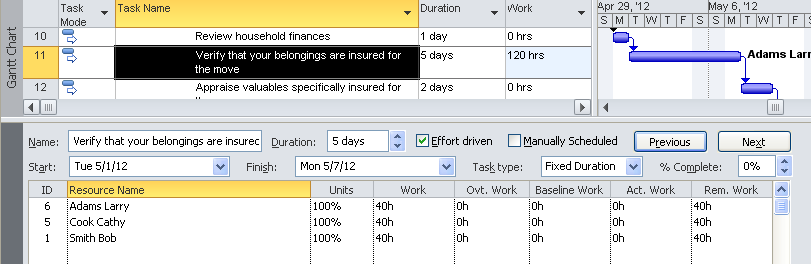 Gantt Chart
Task Mode Task Name Duration Work Apr 29, '12 May 6, '12
S M T W T F S S M T W T F S
10 Review household finances 1 day 0 hrs
11 Verify that your belongings are insured for the move 5 days 120 hrs Adams Larr
12 Appraise valuables specifically insured for 2 days 0 hrs
Name: Verify that your belongings are insured Duration: 5 days Effort driven Manually Scheduled Previous Next
Start: Tue 5/1/12 Finish: Mon 5/7/12 Task type: Fixed Duration % Complete: 0%
ID Resource Name Units Work Ovt. Work Baseline Work Act. Work Rem. Work
6 Adams Larry 100% 40h 0h 0h 0h 40h
5 Cook Cathy 100% 40h 0h 0h 0h 40h
1 Smith Bob 100% 40h 0h 0h 0h 40h